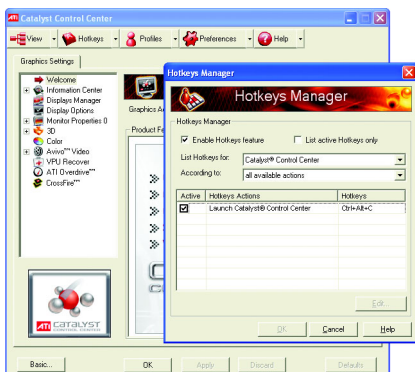 ATI Catalyst Control Center
View Hotkeys Profiles Preferences Help
Graphics Settings
Welcome
Information Center
Displays Manager
Display Options
Monitor Properties 0
3D
Color
Avivo™ Video
VPU Recover
ATI Overdrive™
CrossFire™
Graphics A
Product Fe
ATI CATALYST
CONTROL CENTER
Basic...
OK
Apply
Discard
Defaults
Hotkeys Manager
Hotkeys Manager
Hotkeys Manager
Enable Hotkeys feature
List active Hotkeys only
List Hotkeys for:
Catalyst® Control Center
According to:
all available actions
Active Hotkeys Actions Hotkeys
Launch Catalyst® Control Center Ctrl+Alt+C
Edit...
OK
Cancel
Help